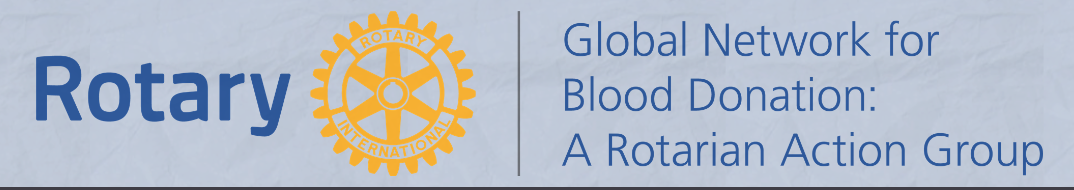 Rotary
ROTARY
INTERNATIONAL
Global Network for
Blood Donation:
A Rotarian Action Group